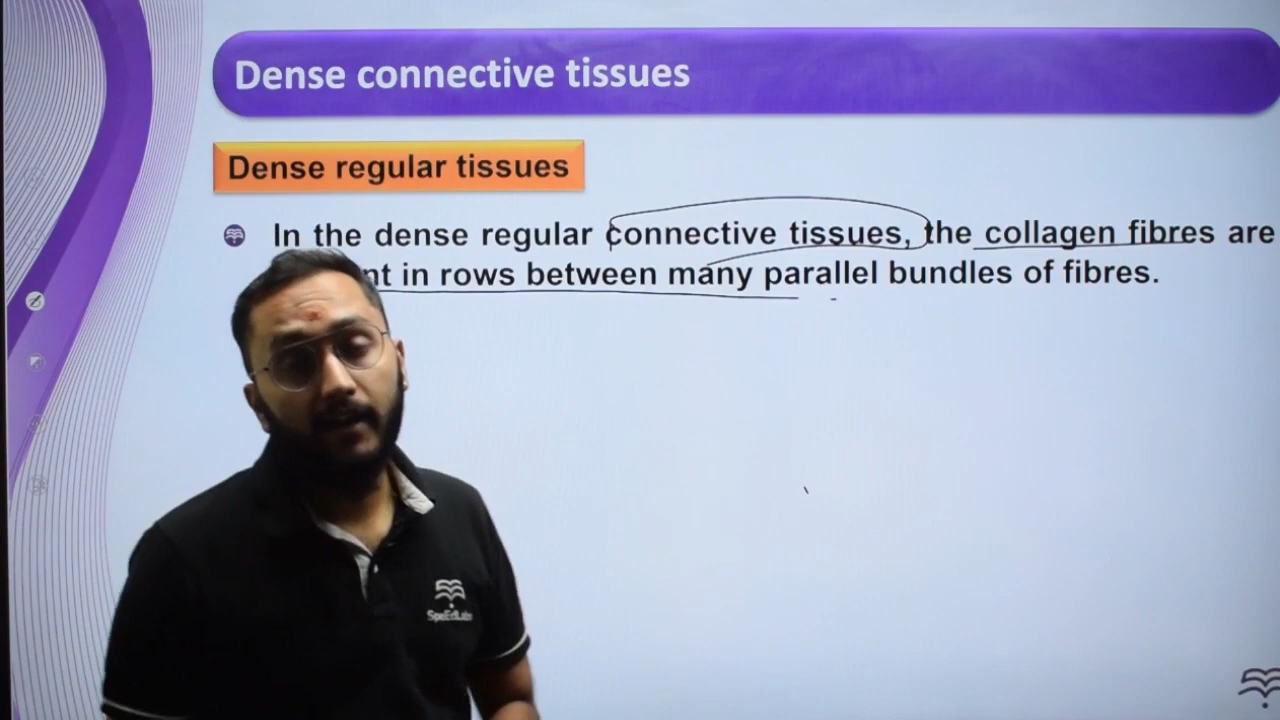 Dense connective tissues
Dense regular tissues
In the dense regular connective tissues, the collagen fibres are
in rows between many parallel bundles of fibres.
SpeEdLabs